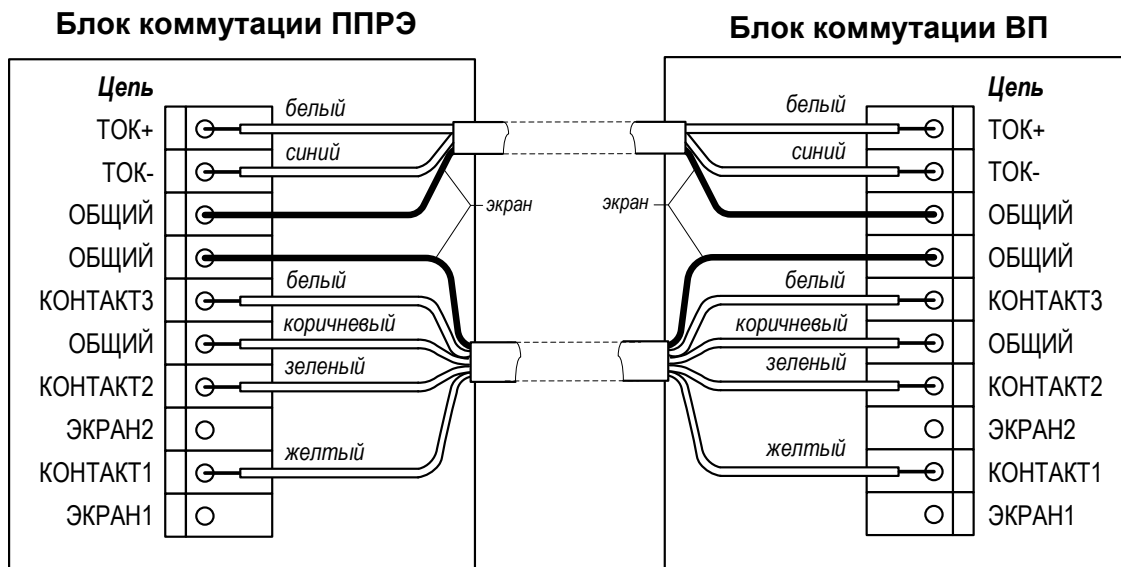 Блок коммутации ППРЭ
Блок коммутации ВП
Цепь
ТОК+
ТОК-
ОБЩИЙ
ОБЩИЙ
КОНТАКТ3
ОБЩИЙ
КОНТАКТ2
ЭКРАН2
КОНТАКТ1
ЭКРАН1
белый
синий
экран
белый
коричневый
зеленый
желтый
белый
синий
экран
белый
коричневый
зеленый
желтый
Цепь
ТОК+
ТОК-
ОБЩИЙ
ОБЩИЙ
КОНТАКТ3
ОБЩИЙ
КОНТАКТ2
ЭКРАН2
КОНТАКТ1
ЭКРАН1